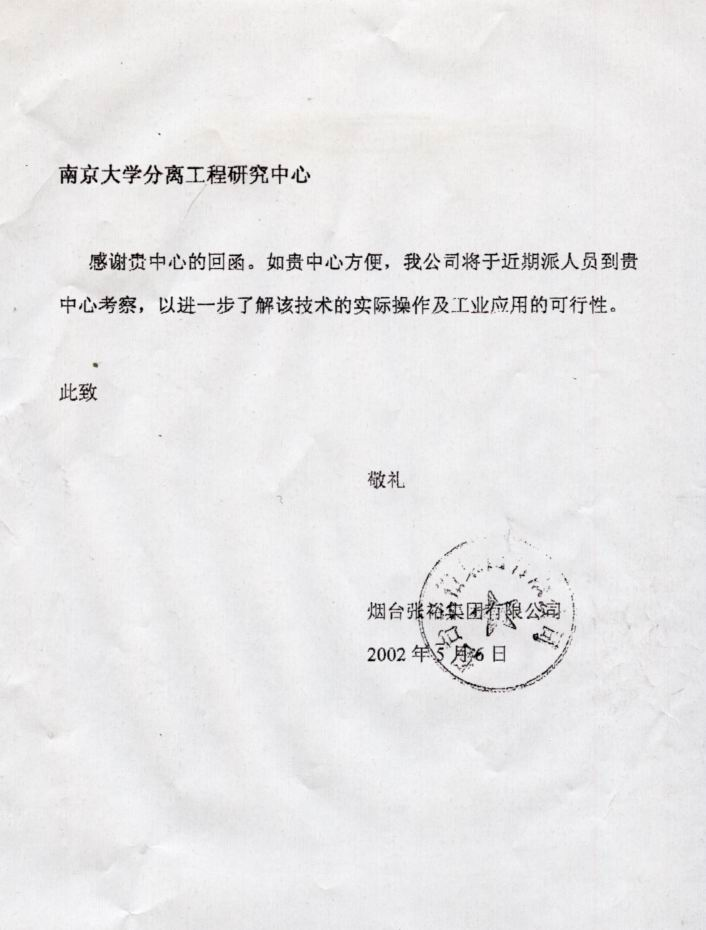 南京大学分离工程研究中心
感谢贵中心的回函。如贵中心方便，我公司将于近期派人员到贵
中心考察，以进一步了解该技术的实际操作及工业应用的可行性。
此致
敬礼
烟台张裕集团有限公司
2002 年 5 月 6 日